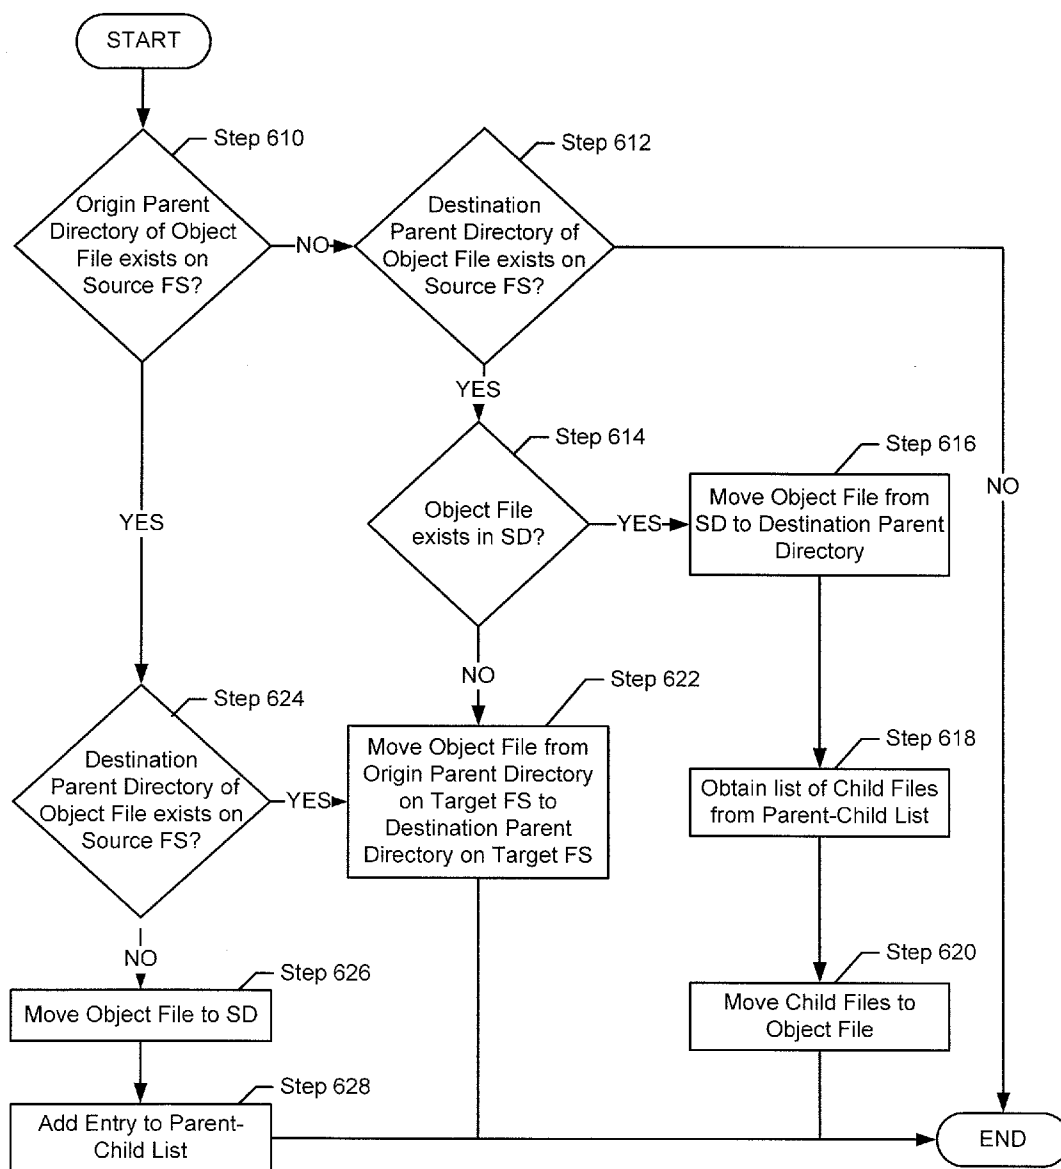 START
Step 610
Origin Parent
Directory of Object
File exists on
Source FS?
NO
Step 612
Destination
Parent Directory of
Object File exists on
Source FS?
NO
YES
YES
Step 614
Object File
exists in SD?
YES
Step 616
Move Object File from
SD to Destination Parent
Directory
NO
Step 624
Destination
Parent Directory of
Object File exists on
Source FS?
YES
Step 622
Move Object File from
Origin Parent Directory
on Target FS to
Destination Parent
Directory on Target FS
Step 618
Obtain list of Child Files
from Parent-Child List
NO
Step 626
Move Object File to SD
Step 620
Move Child Files to
Object File
Step 628
Add Entry to Parent-
Child List
END